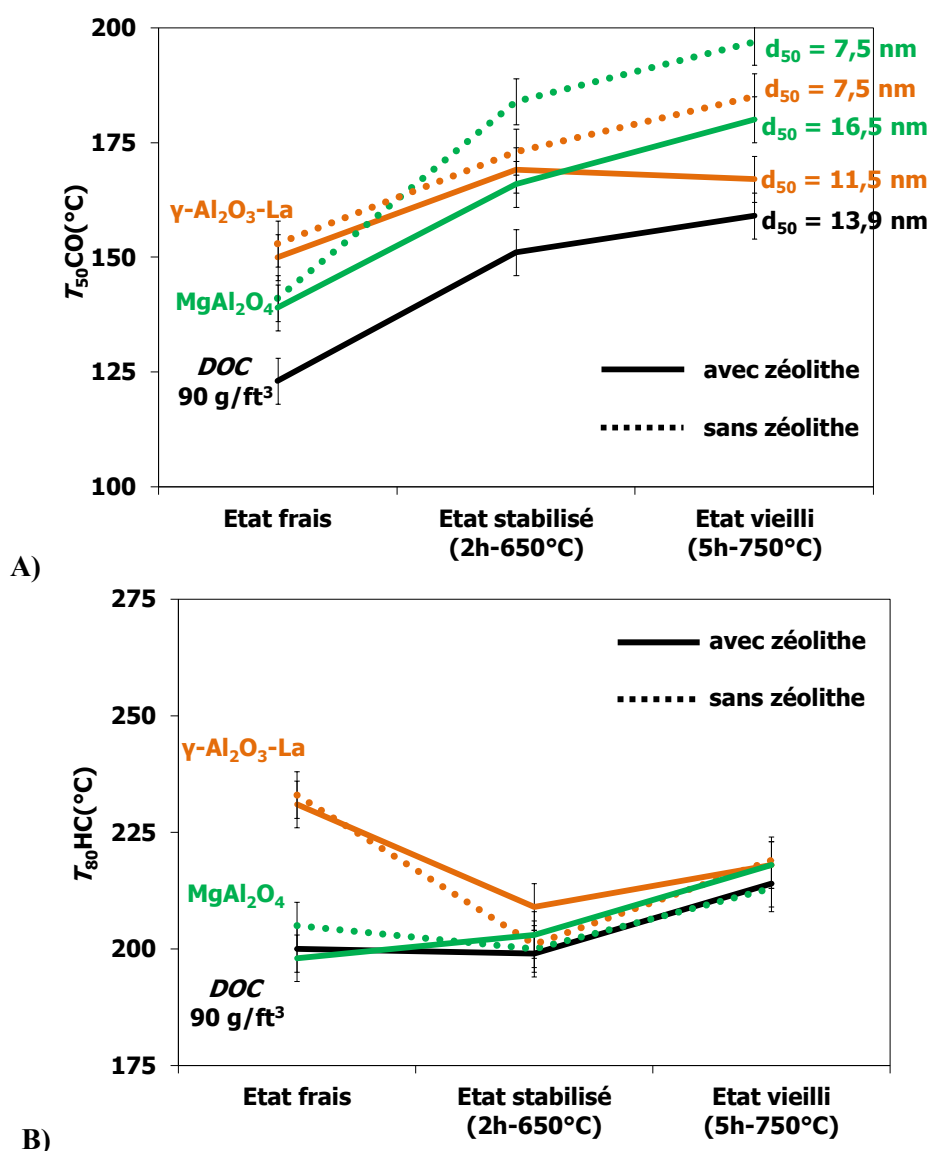 200
175
150
125
100
T₅₀CO(°C)
d₅₀ = 7,5 nm
d₅₀ = 7,5 nm
d₅₀ = 16,5 nm
d₅₀ = 11,5 nm
d₅₀ = 13,9 nm
γ-Al₂O₃-La
MgAl₂O₄
DOC
90 g/ft³
avec zéolithe
sans zéolithe
Etat frais
Etat stabilisé
(2h-650°C)
Etat vieilli
(5h-750°C)
A)
275
250
225
200
175
T₈₀HC(°C)
avec zéolithe
sans zéolithe
γ-Al₂O₃-La
MgAl₂O₄
DOC
90 g/ft³
Etat frais
Etat stabilisé
(2h-650°C)
Etat vieilli
(5h-750°C)
B)